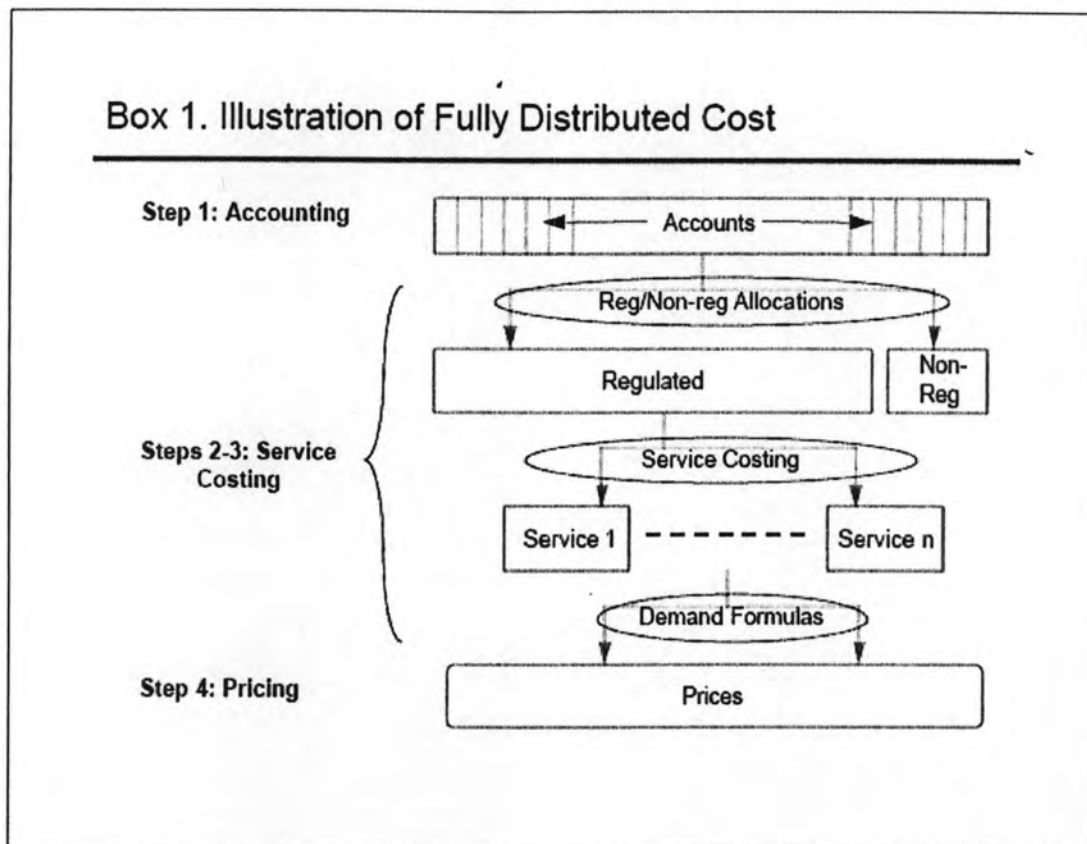 Box 1. Illustration of Fully Distributed Cost
Step 1: Accounting
Accounts
Reg/Non-reg Allocations
Regulated
Non-
Reg
Steps 2-3: Service
Costing
Service Costing
Service 1
Service n
Demand Formulas
Step 4: Pricing
Prices